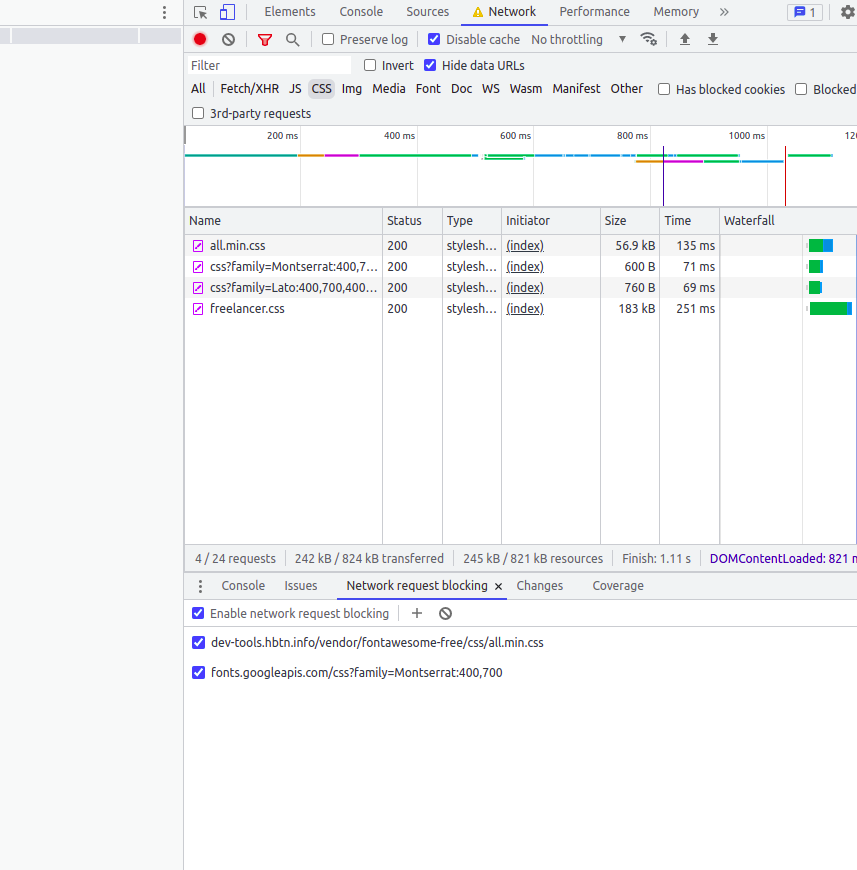 Elements Console Sources Network Performance Memory » 1
Preserve log Disable cache No throttling
Filter Invert Hide data URLs
All Fetch/XHR JS CSS Img Media Font Doc WS Wasm Manifest Other Has blocked cookies Blocked
3rd-party requests
200 ms 400 ms 600 ms 800 ms 1000 ms 120
Name Status Type Initiator Size Time Waterfall
all.min.css 200 stylesh… (index) 56.9 kB 135 ms
css?family=Montserrat:400,7… 200 stylesh… (index) 600 B 71 ms
css?family=Lato:400,700,400… 200 stylesh… (index) 760 B 69 ms
freelancer.css 200 stylesh… (index) 183 kB 251 ms
4 / 24 requests 242 kB / 824 kB transferred 245 kB / 821 kB resources Finish: 1.11 s DOMContentLoaded: 821 m
Console Issues Network request blocking × Changes Coverage
Enable network request blocking +
dev-tools.hbtn.info/vendor/fontawesome-free/css/all.min.css
fonts.googleapis.com/css?family=Montserrat:400,700